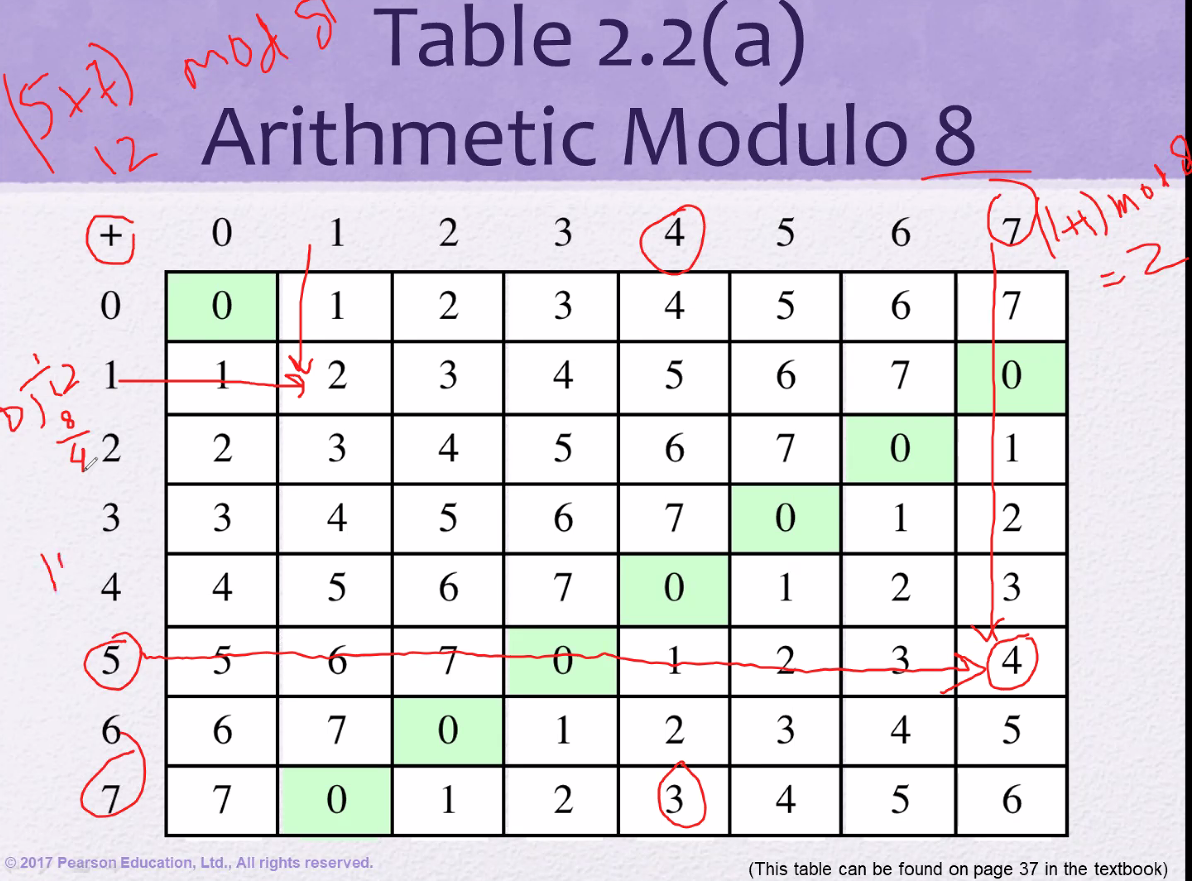 Table 2.2(a)
Arithmetic Modulo 8
(5+7) mod 8
12
(1+1) mod 8
= 2
+ 0 1 2 3 4 5 6 7
0 0 1 2 3 4 5 6 7
1 1 2 3 4 5 6 7 0
2 2 3 4 5 6 7 0 1
3 3 4 5 6 7 0 1 2
4 4 5 6 7 0 1 2 3
5 5 6 7 0 1 2 3 4
6 6 7 0 1 2 3 4 5
7 7 0 1 2 3 4 5 6
1
12
8
4
© 2017 Pearson Education, Ltd., All rights reserved.
(This table can be found on page 37 in the textbook)